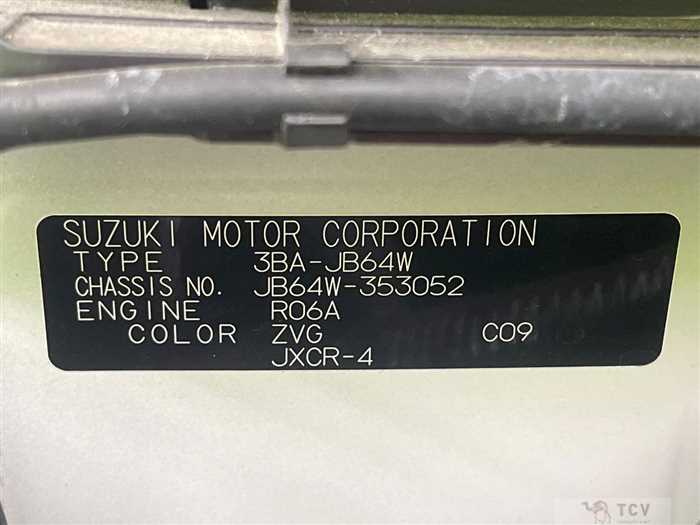 SUZUKI MOTOR CORPORATION
TYPE 3BA-JB64W
CHASSIS NO. JB64W-353052
ENGINE R06A
COLOR ZVG C09
JXCR-4
TCV